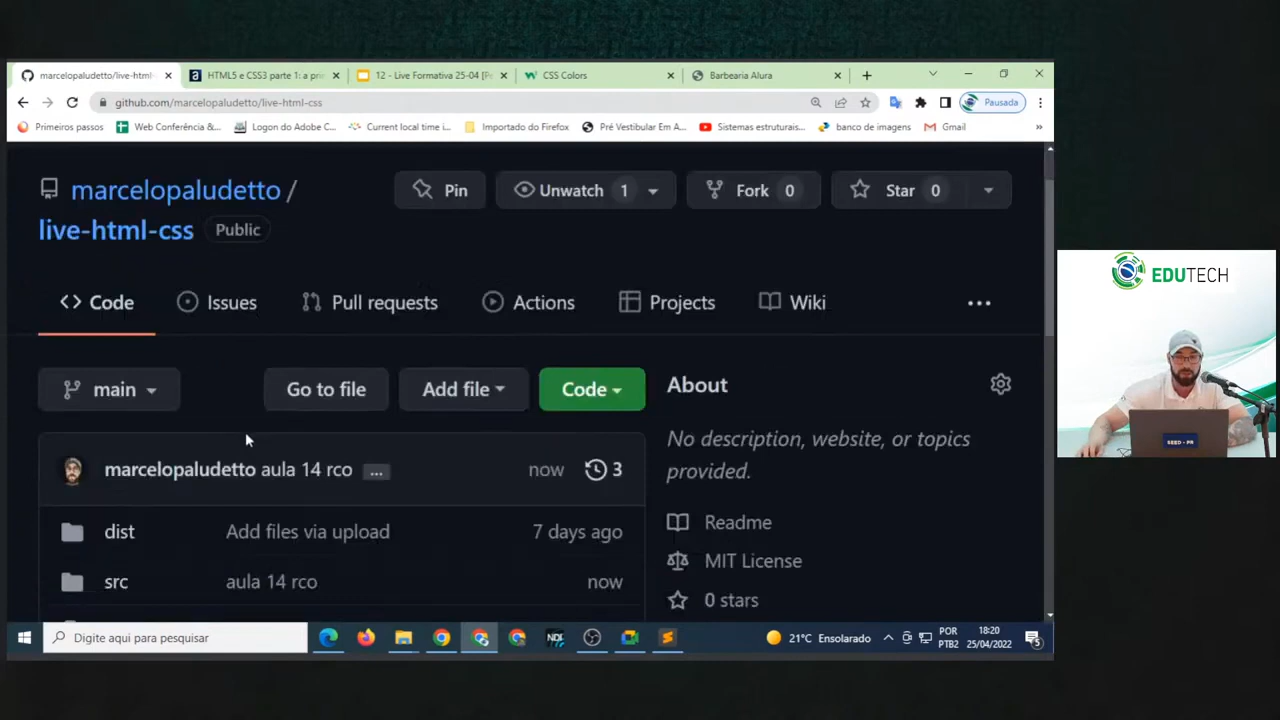 marcelopaludetto/live-html-
HTML5 e CSS3 parte 1: a pri
12 - Live Formativa 25-04 [P
CSS Colors
Barbearia Alura
github.com/marcelopaludetto/live-html-css
Pausada
Primeiros passos
Web Conferência &...
Logon do Adobe C...
Current local time i...
Importado do Firefox
Pré Vestibular Em A...
Sistemas estruturais...
banco de imagens
Gmail
»
marcelopaludetto /
live-html-css
Public
Pin
Unwatch 1
Fork 0
Star 0
<> Code
Issues
Pull requests
Actions
Projects
Wiki
...
main
Go to file
Add file
Code
About
No description, website, or topics
provided.
marcelopaludetto aula 14 rco ...
now
3
dist
Add files via upload
7 days ago
src
aula 14 rco
now
Readme
MIT License
0 stars
EDUTECH
SEED - PR
Digite aqui para pesquisar
NDI
21°C Ensolarado
POR
PTB2
18:20
25/04/2022
5